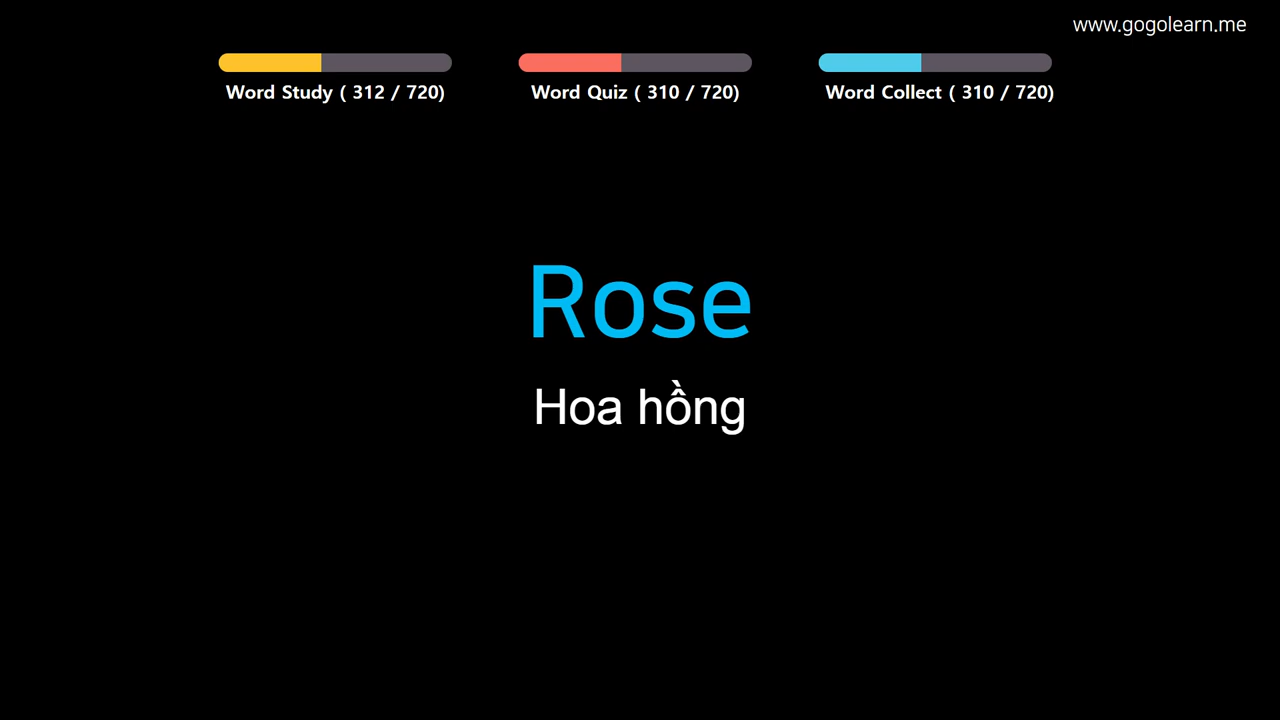 www.gogolearn.me
Word Study ( 312 / 720)
Word Quiz ( 310 / 720)
Word Collect ( 310 / 720)
Rose
Hoa hồng